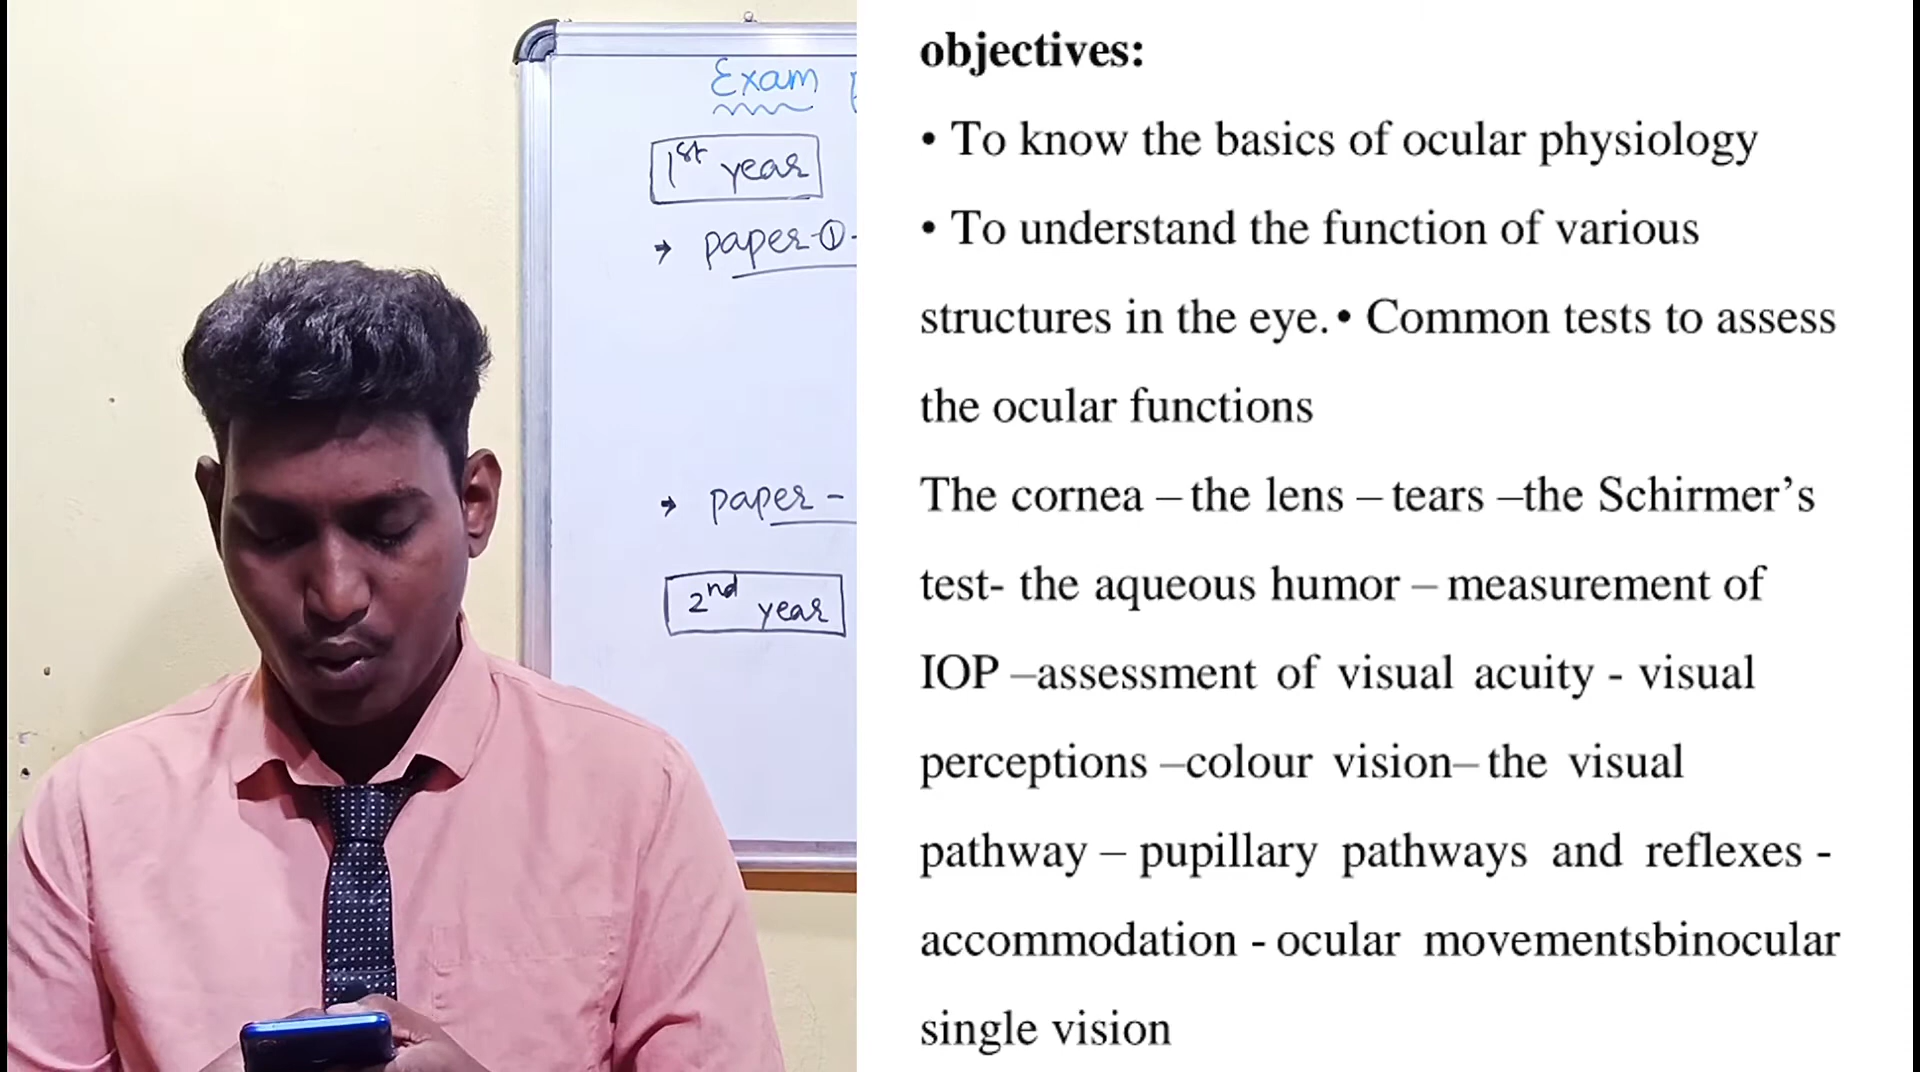 Exam
1st year
→ paper-①-
→ paper -
2nd year
objectives:
• To know the basics of ocular physiology
• To understand the function of various
structures in the eye.• Common tests to assess
the ocular functions
The cornea – the lens – tears –the Schirmer’s
test- the aqueous humor – measurement of
IOP –assessment of visual acuity - visual
perceptions –colour vision– the visual
pathway – pupillary pathways and reflexes -
accommodation - ocular movementsbinocular
single vision